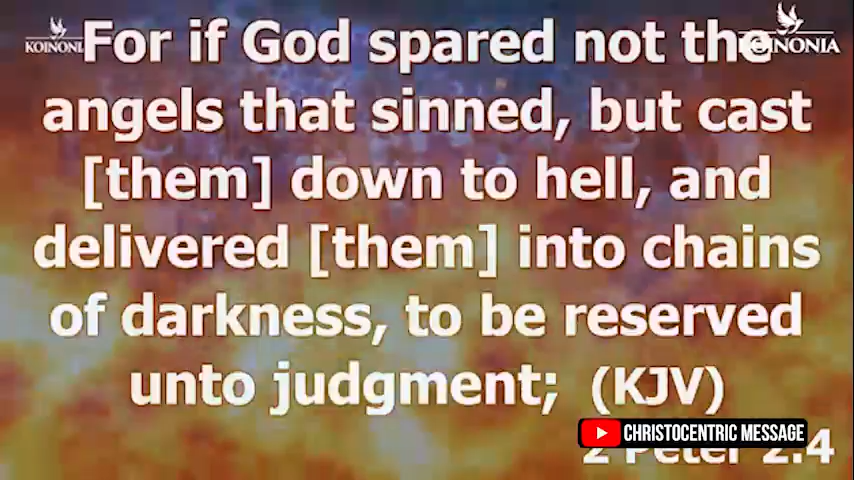 KOINONIA
For if God spared not the
angels that sinned, but cast
[them] down to hell, and
delivered [them] into chains
of darkness, to be reserved
unto judgment; (KJV)
CHRISTOCENTRIC MESSAGE
2 Peter 2:4